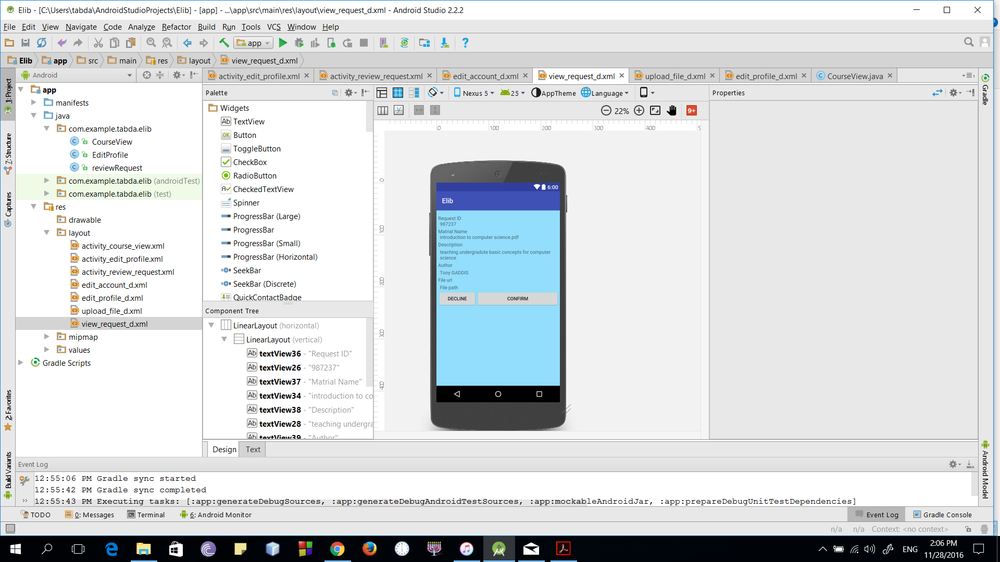 Elib - [C:\Users\tabda\AndroidStudioProjects\Elib] - [app] - ...\app\src\main\res\layout\view_request_d.xml - Android Studio 2.2.2
File Edit View Navigate Code Analyze Refactor Build Run Tools VCS Window Help
app
Elib app src main res layout view_request_d.xml
Android
activity_edit_profile.xml activity_review_request.xml edit_account_d.xml view_request_d.xml upload_file_d.xml edit_profile_d.xml CourseView.java
1: Project
7: Structure
Captures
2: Favorites
Build Variants
app
manifests
java
com.example.tabda.elib
CourseView
EditProfile
reviewRequest
com.example.tabda.elib (androidTest)
com.example.tabda.elib (test)
res
drawable
layout
activity_course_view.xml
activity_edit_profile.xml
activity_review_request.xml
edit_account_d.xml
edit_profile_d.xml
upload_file_d.xml
view_request_d.xml
mipmap
values
Gradle Scripts
Palette
Widgets
Ab TextView
OK Button
ToggleButton
CheckBox
RadioButton
CheckedTextView
Spinner
ProgressBar (Large)
ProgressBar
ProgressBar (Small)
ProgressBar (Horizontal)
SeekBar
SeekBar (Discrete)
QuickContactBadge
Component Tree
LinearLayout (horizontal)
LinearLayout (vertical)
Ab textView36 - "Request ID"
Ab textView26 - "987237"
Ab textView37 - "Matrial Name"
Ab textView34 - "introduction to co
Ab textView38 - "Description"
Ab textView28 - "teaching undergra
Ab textView39 - "Author"
Nexus 5 25 AppTheme Language
22% 9+
0 100 200 300 400 5
0
100
200
300
400
6:00
Elib
Request ID
987237
Matrial Name
introduction to computer science.pdf
Description
teaching undergradute basic concepts for computer
science
Author
Tony GADDIS
File url
File path
DECLINE CONFIRM
Properties
Gradle
Android Model
Design Text
Event Log
12:55:06 PM Gradle sync started
12:55:42 PM Gradle sync completed
12:55:43 PM Executing tasks: [:app:generateDebugSources, :app:generateDebugAndroidTestSources, :app:mockableAndroidJar, :app:prepareDebugUnitTestDependencies]
TODO 0: Messages Terminal 6: Android Monitor Event Log Gradle Console
n/a n/a Context: <no context>
ENG 2:06 PM
11/28/2016